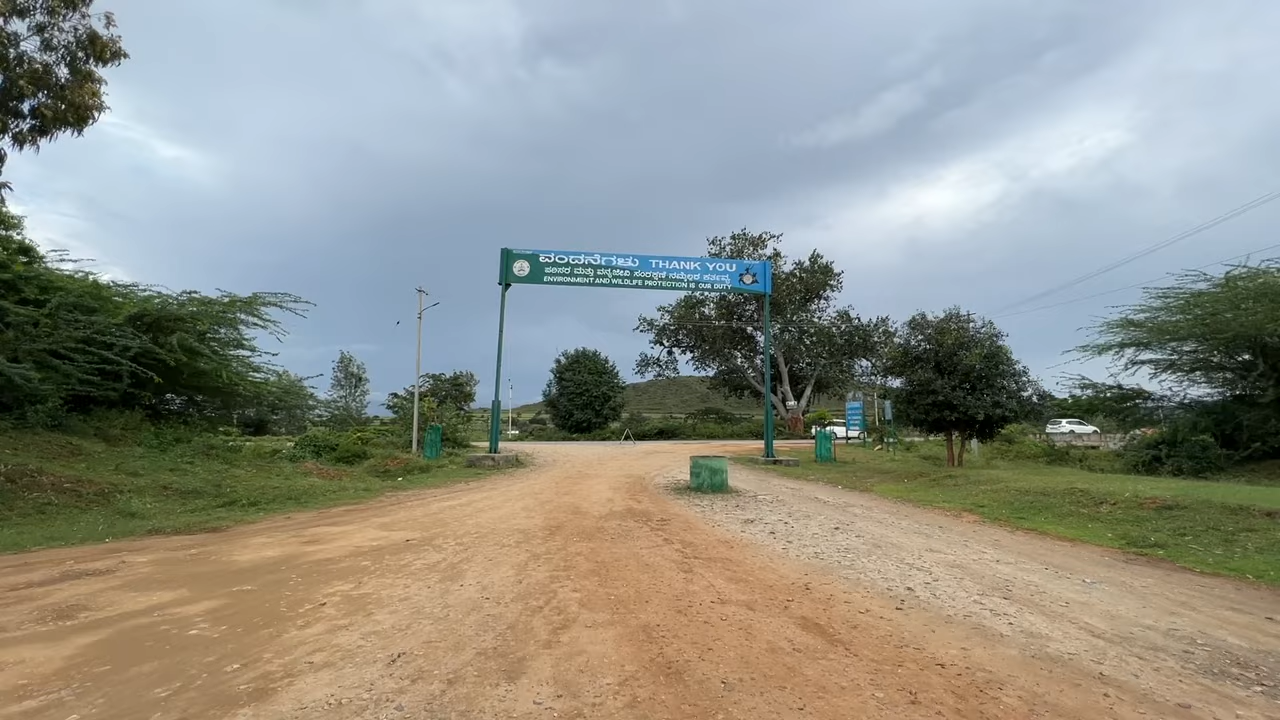 ವಂದನೆಗಳು THANK YOU
ಪರಿಸರ ಮತ್ತು ವನ್ಯಜೀವಿ ಸಂರಕ್ಷಣೆ ನಮ್ಮೆಲ್ಲರ ಕರ್ತವ್ಯ
ENVIRONMENT AND WILDLIFE PROTECTION IS OUR DUTY